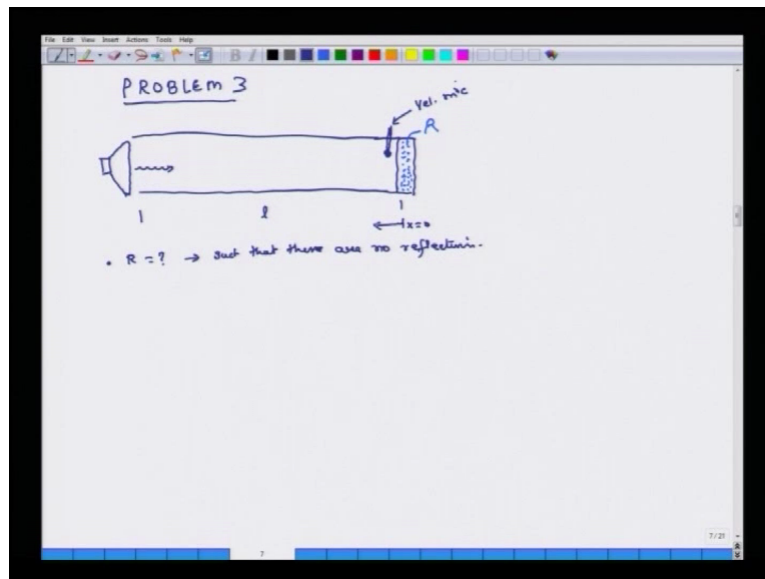 File Edit View Insert Actions Tools Help
PROBLEM 3
Vel. mic
R
l
x=0
• R = ? → such that there are no reflections.
7/21
7